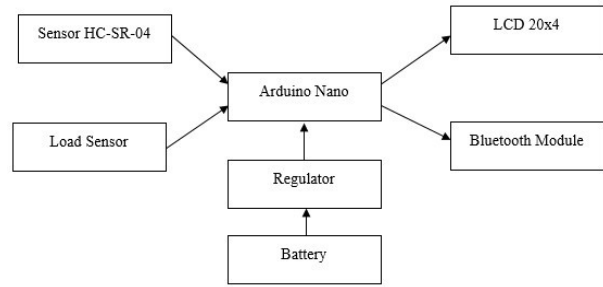 Sensor HC-SR-04
LCD 20x4
Arduino Nano
Load Sensor
Bluetooth Module
Regulator
Battery